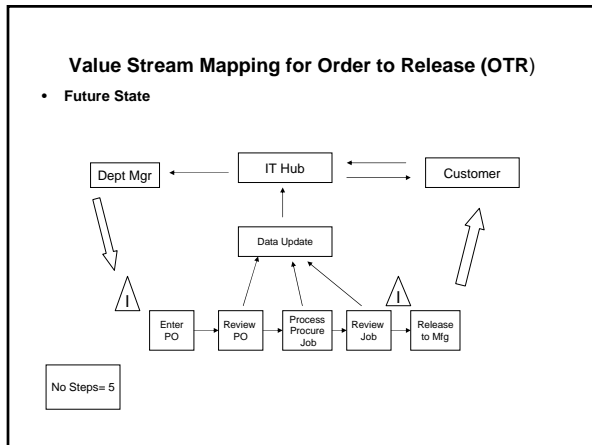 Value Stream Mapping for Order to Release (OTR)
• Future State
Dept Mgr
IT Hub
Customer
Data Update
I
I
Enter
PO
Review
PO
Process
Procure
Job
Review
Job
Release
to Mfg
No Steps= 5